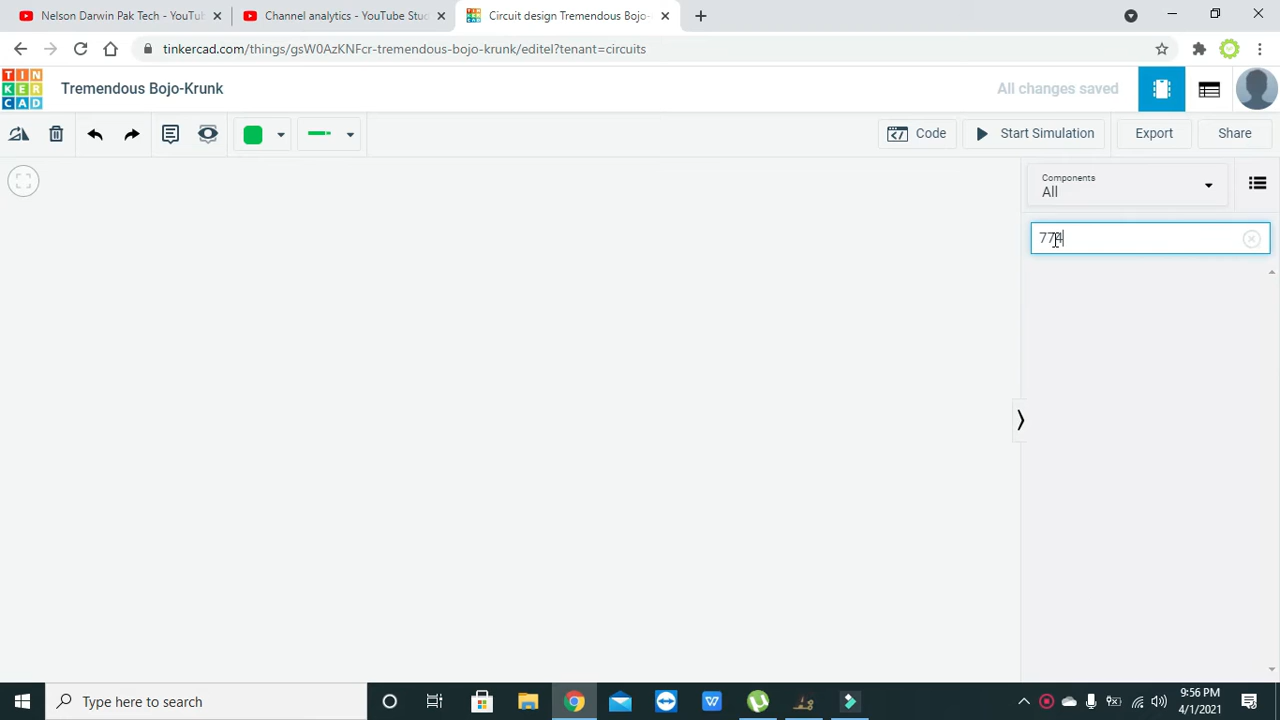 Nelson Darwin Pak Tech - YouTu
Channel analytics - YouTube Stud
Circuit design Tremendous Bojo-
tinkercad.com/things/gsW0AzKNFcr-tremendous-bojo-krunk/editel?tenant=circuits
TIN
KER
CAD
Tremendous Bojo-Krunk
All changes saved
Code
Start Simulation
Export
Share
Components
All
774
Type here to search
9:56 PM
4/1/2021